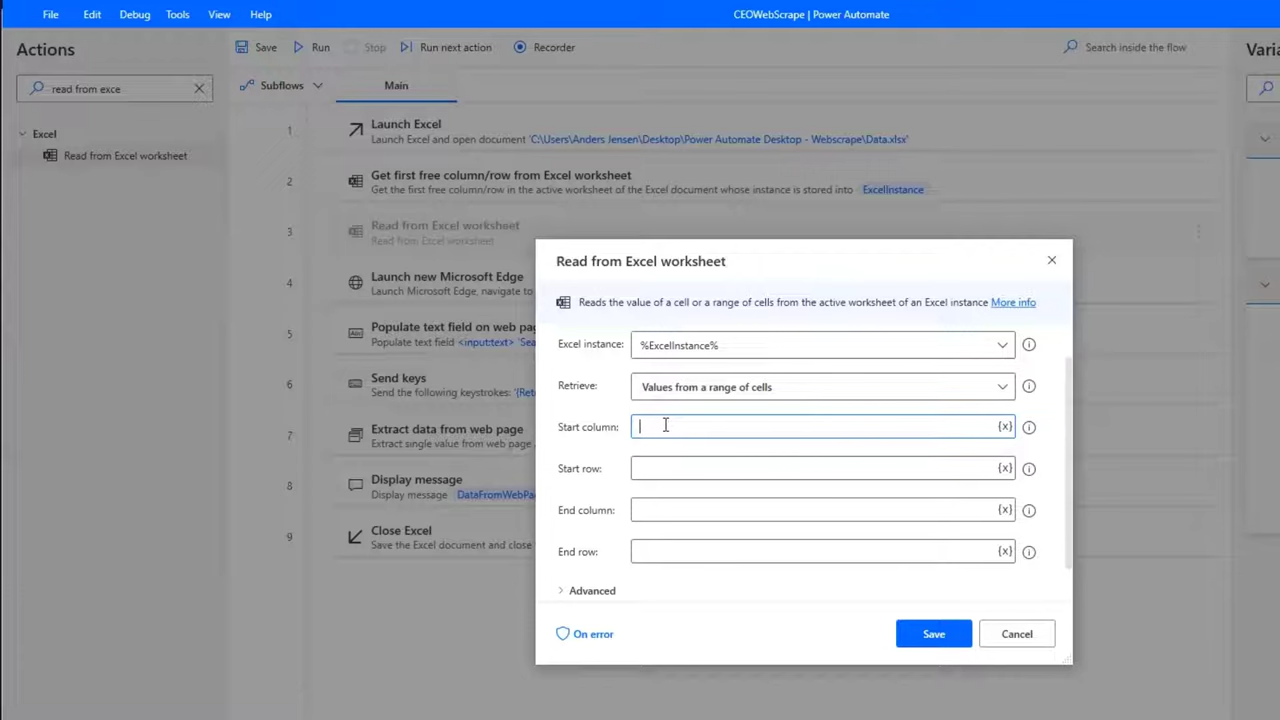 File Edit Debug Tools View Help CEOWebScrape | Power Automate
Actions
Save Run Stop Run next action Recorder Search inside the flow
Varia
read from exce
Subflows Main
Excel
Read from Excel worksheet
1 Launch Excel
Launch Excel and open document 'C:\Users\Anders Jensen\Desktop\Power Automate Desktop - Webscrape\Data.xlsx'
2 Get first free column/row from Excel worksheet
Get the first free column/row in the active worksheet of the Excel document whose instance is stored into ExcelInstance
3 Read from Excel worksheet
Read from Excel worksheet
4 Launch new Microsoft Edge
Launch Microsoft Edge, navigate to
5 Populate text field on web pag
Populate text field <input:text> 'Sea
6 Send keys
Send the following keystrokes: '{Ret
7 Extract data from web page
Extract single value from web page
8 Display message
Display message DataFromWebPa
9 Close Excel
Save the Excel document and close
Read from Excel worksheet
Reads the value of a cell or a range of cells from the active worksheet of an Excel instance More info
Excel instance: %ExcelInstance%
Retrieve: Values from a range of cells
Start column: {x}
Start row: {x}
End column: {x}
End row: {x}
Advanced
On error Save Cancel